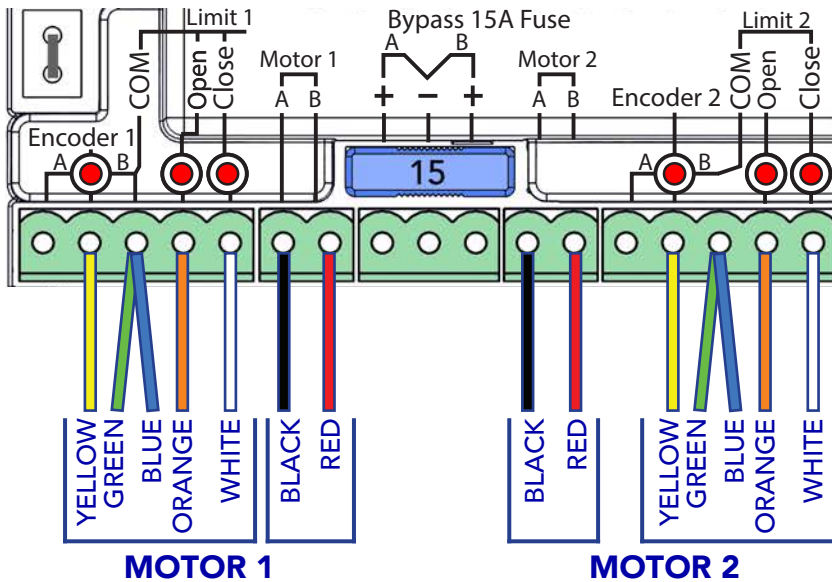 Limit 1
Bypass 15A Fuse
Limit 2
A B
COM
Open
Close
Motor 1
A B
+ − +
Motor 2
A B
Encoder 2
COM
Open
Close
Encoder 1
A B
A B
15
YELLOW
GREEN
BLUE
ORANGE
WHITE
BLACK
RED
BLACK
RED
YELLOW
GREEN
BLUE
ORANGE
WHITE
MOTOR 1
MOTOR 2